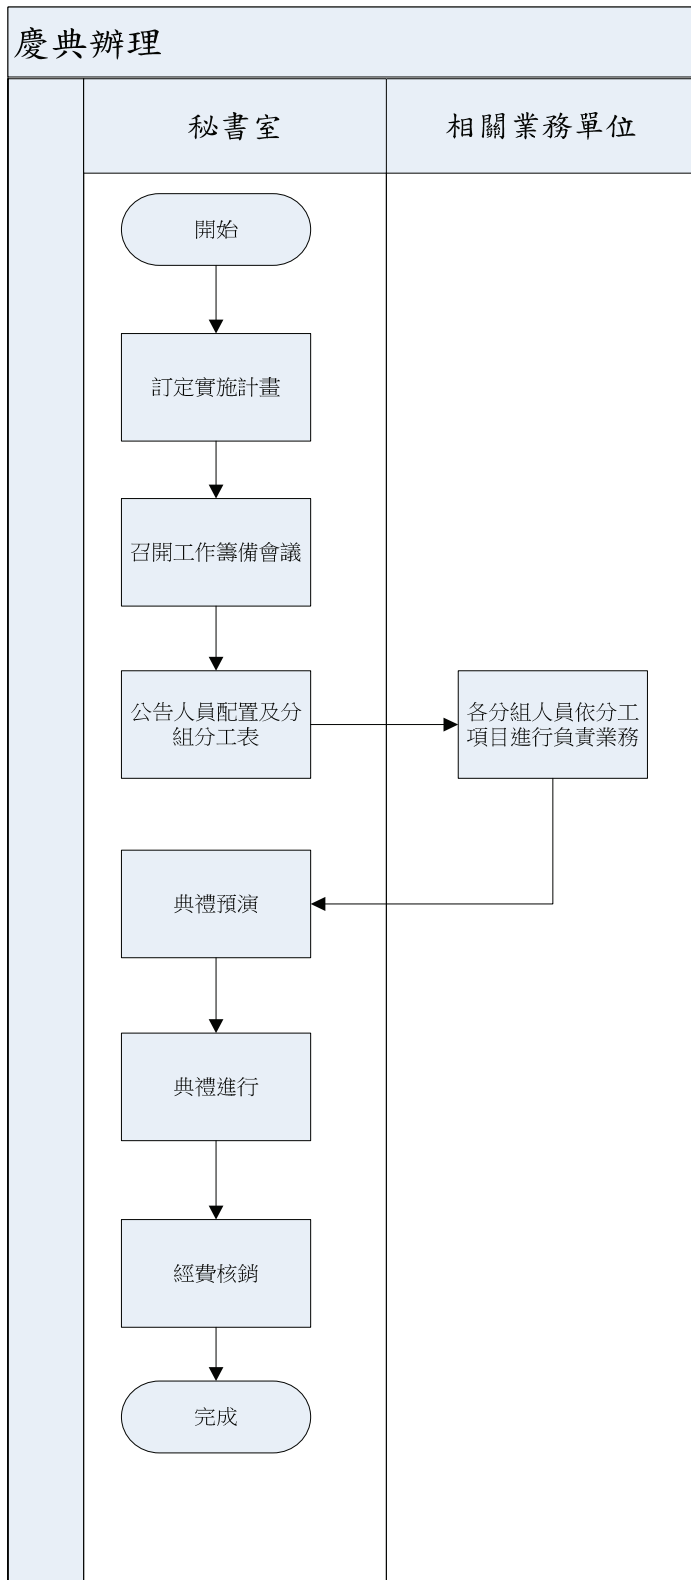 慶典辦理
秘書室
相關業務單位
開始
訂定實施計畫
召開工作籌備會議
公告人員配置及分
組分工表
各分組人員依分工
項目進行負責業務
典禮預演
典禮進行
經費核銷
完成